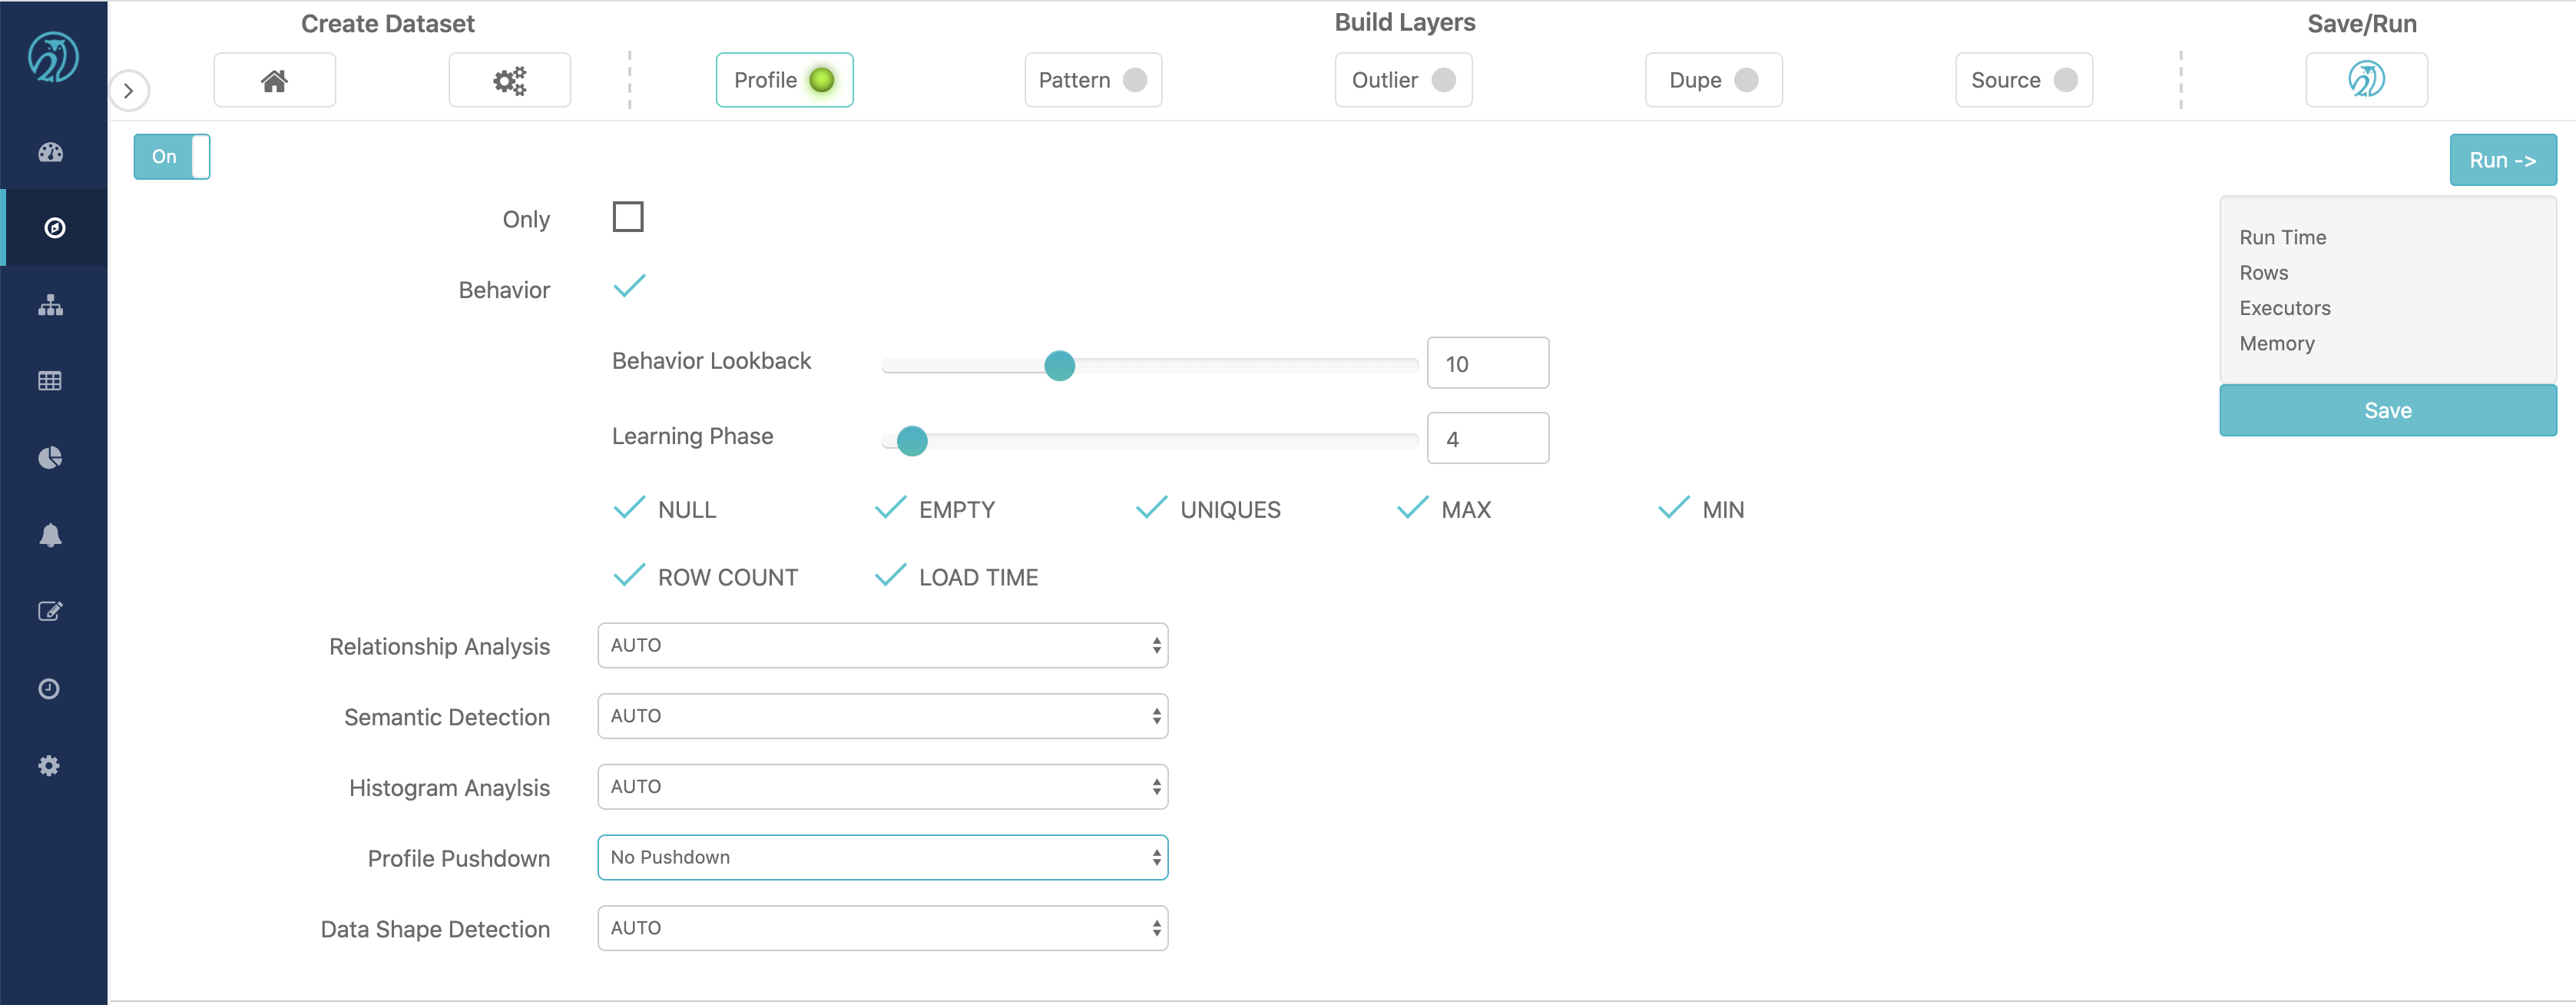 Create Dataset
Build Layers
Save/Run
Profile
Pattern
Outlier
Dupe
Source
On
Run ->
Only
Behavior
Behavior Lookback
10
Learning Phase
4
NULL
EMPTY
UNIQUES
MAX
MIN
ROW COUNT
LOAD TIME
Relationship Analysis
AUTO
Semantic Detection
AUTO
Histogram Anaylsis
AUTO
Profile Pushdown
No Pushdown
Data Shape Detection
AUTO
Run Time
Rows
Executors
Memory
Save